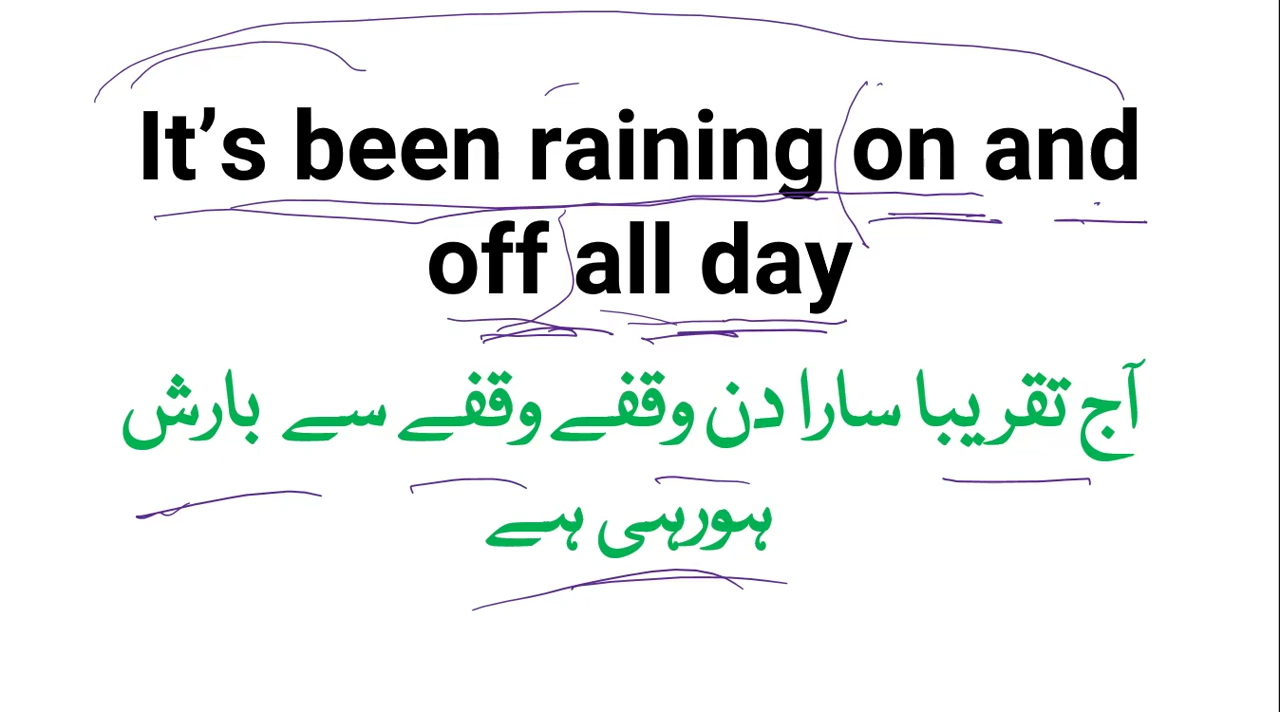 It’s been raining on and
off all day
آج تقریبا سارا دن وقفے وقفے سے بارش
ہورہی ہے